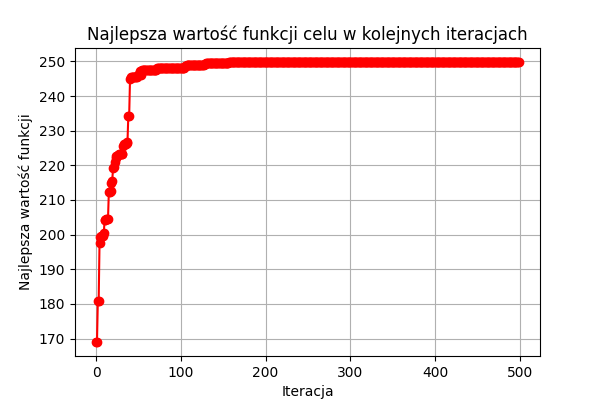 Najlepsza wartość funkcji celu w kolejnych iteracjach
Najlepsza wartość funkcji
250
240
230
220
210
200
190
180
170
0 100 200 300 400 500
Iteracja